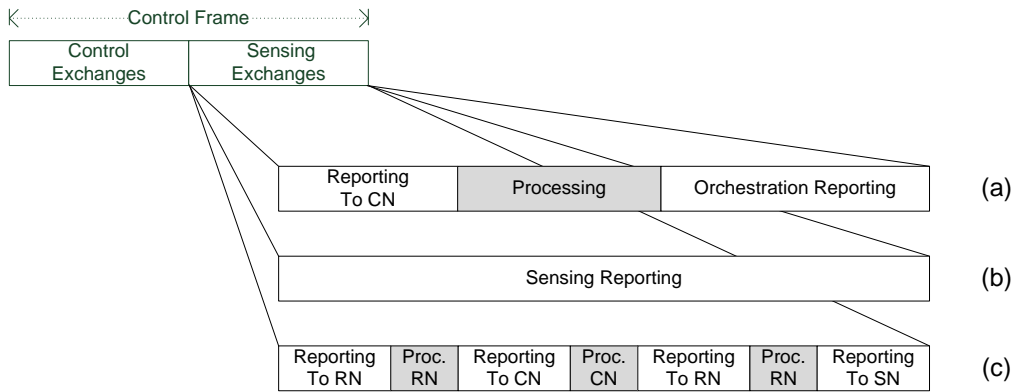 Control Frame
Control
Exchanges
Sensing
Exchanges
Reporting
To CN
Processing
Orchestration Reporting
(a)
Sensing Reporting
(b)
Reporting
To RN
Proc.
RN
Reporting
To CN
Proc.
CN
Reporting
To RN
Proc.
RN
Reporting
To SN
(c)